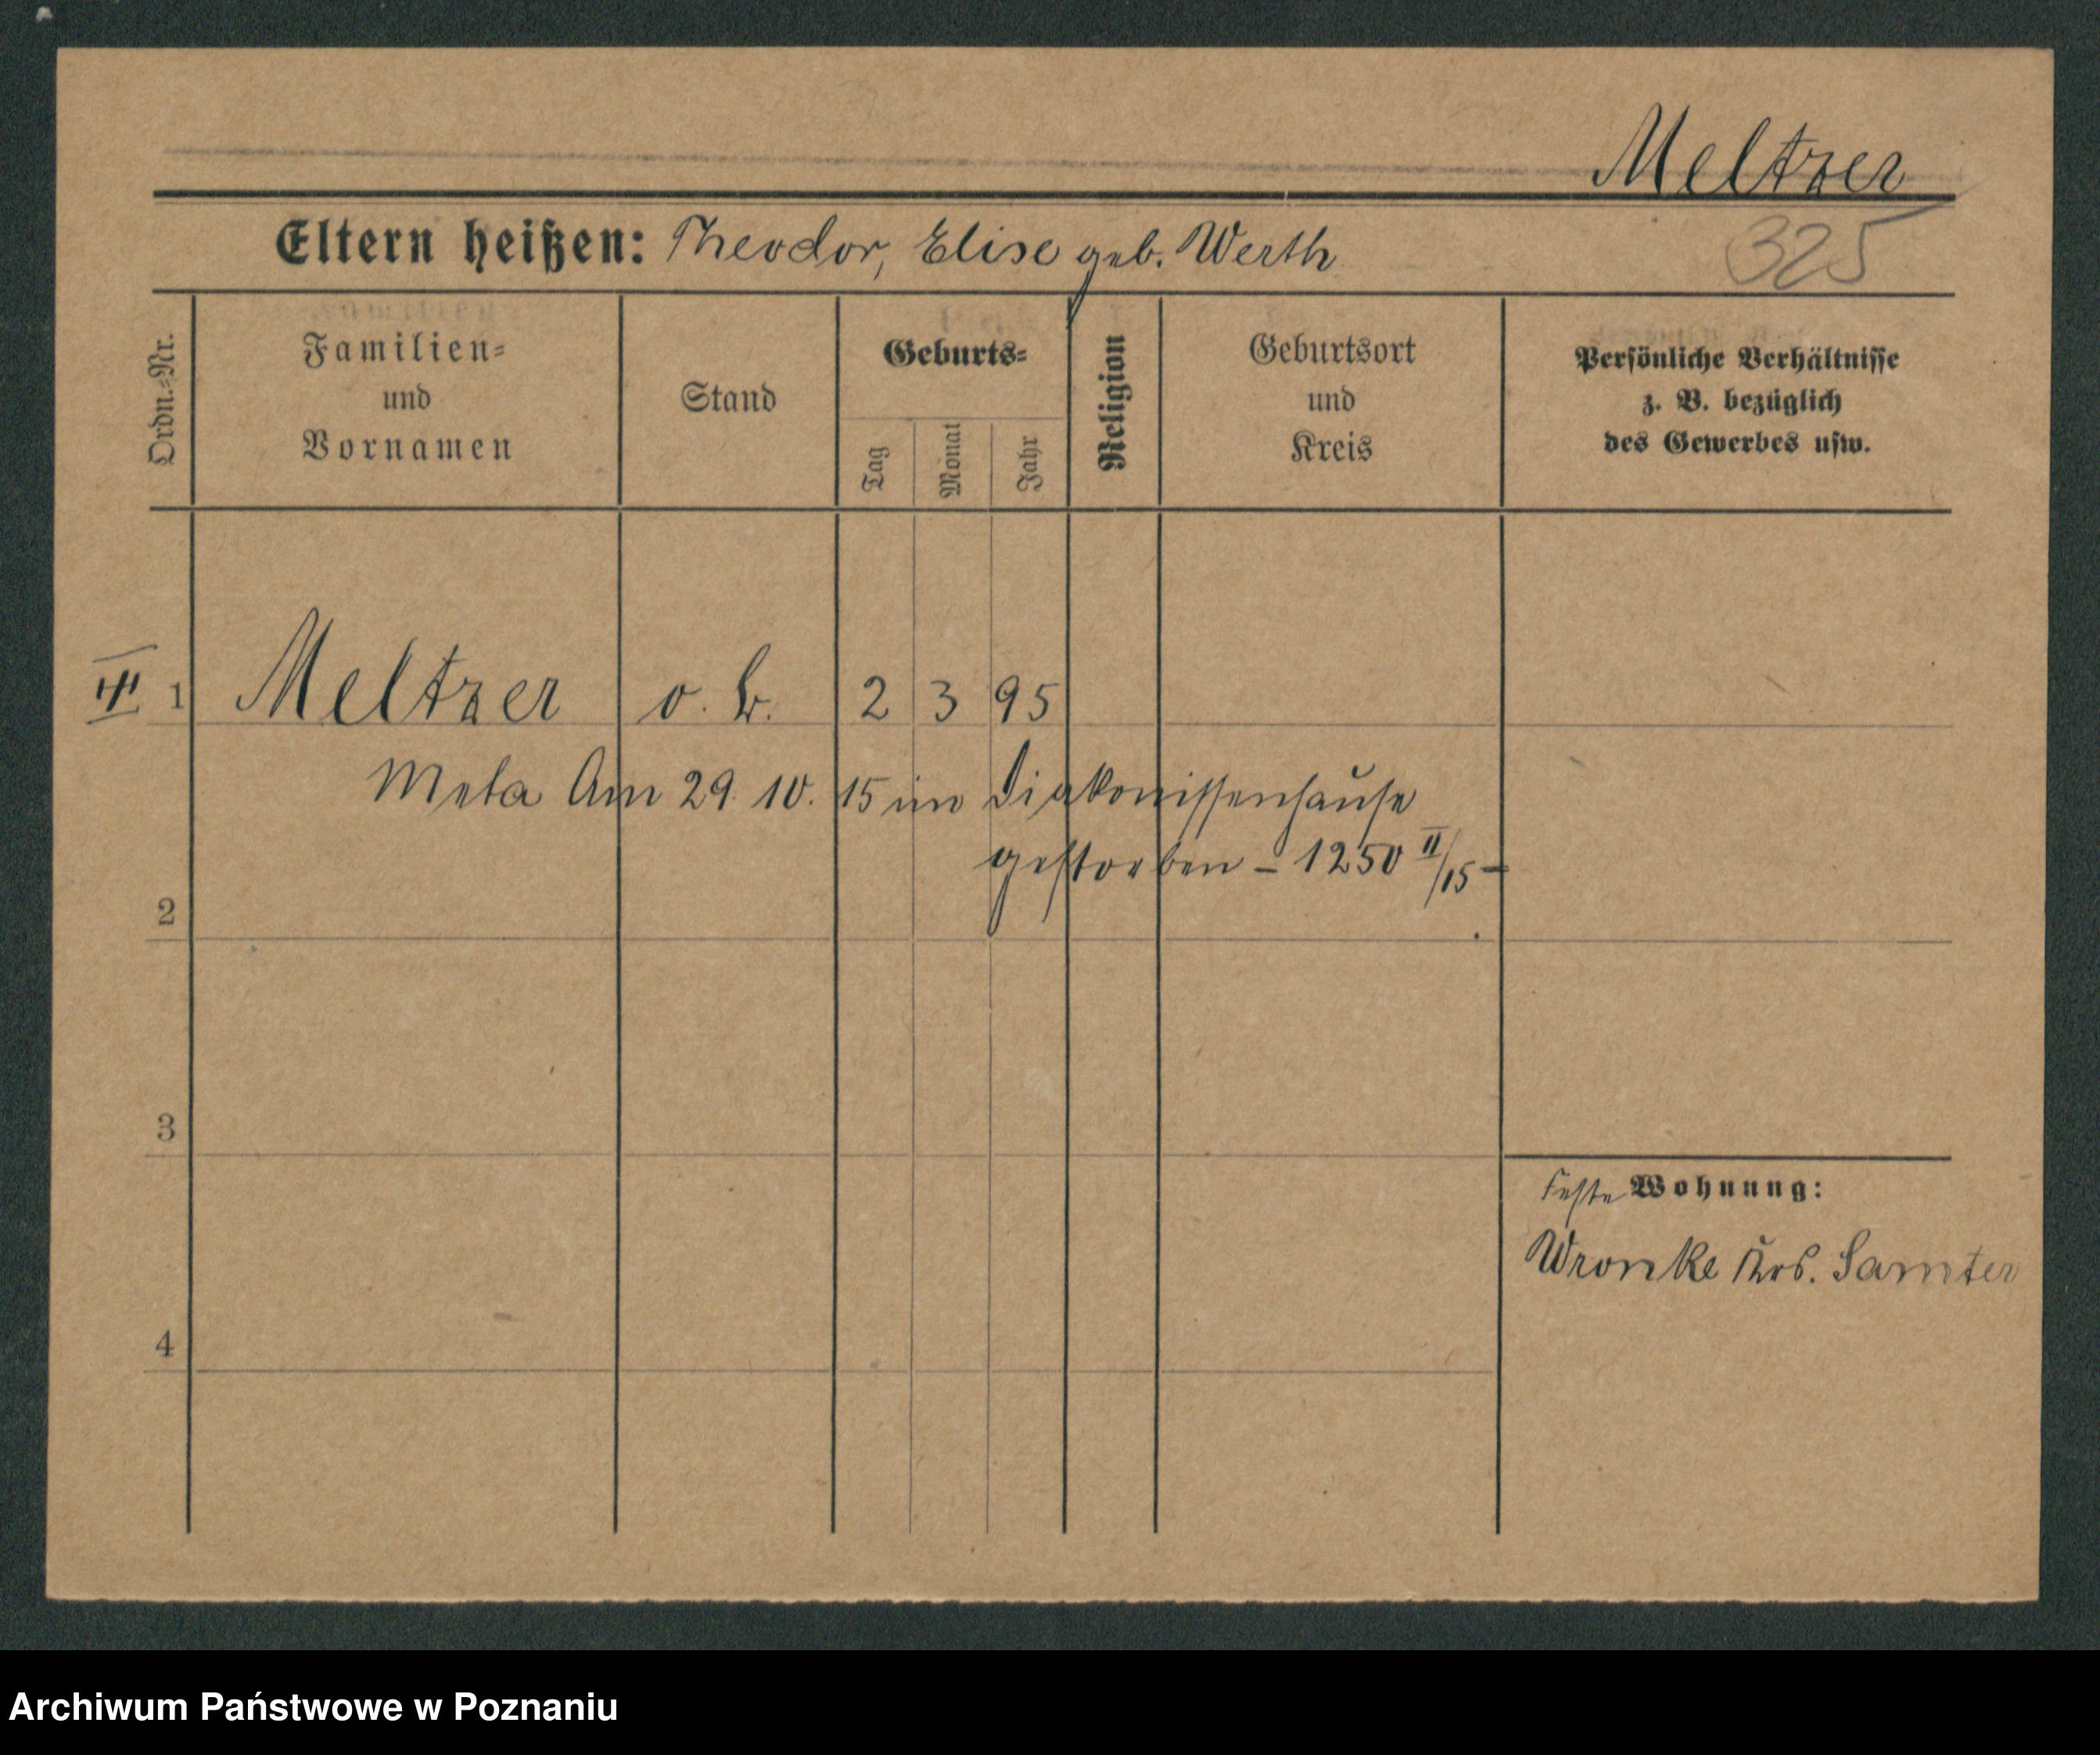 Meltzer
325
Eltern heißen: Theodor, Elise geb. Werth
Ordn.-Nr.
Familien- und Vornamen
Stand
Geburts-
Tag
Monat
Jahr
Religion
Geburtsort und Kreis
Persönliche Verhältnisse z. B. bezüglich des Gewerbes usw.
III 1 Meltzer o. B. 2 3 95
Meta Am 29. 10. 15 im Diakonissenhause
gestorben – 1250 II/15 –
2
3
Feste Wohnung:
Wronke Krs. Samter
4
Archiwum Państwowe w Poznaniu